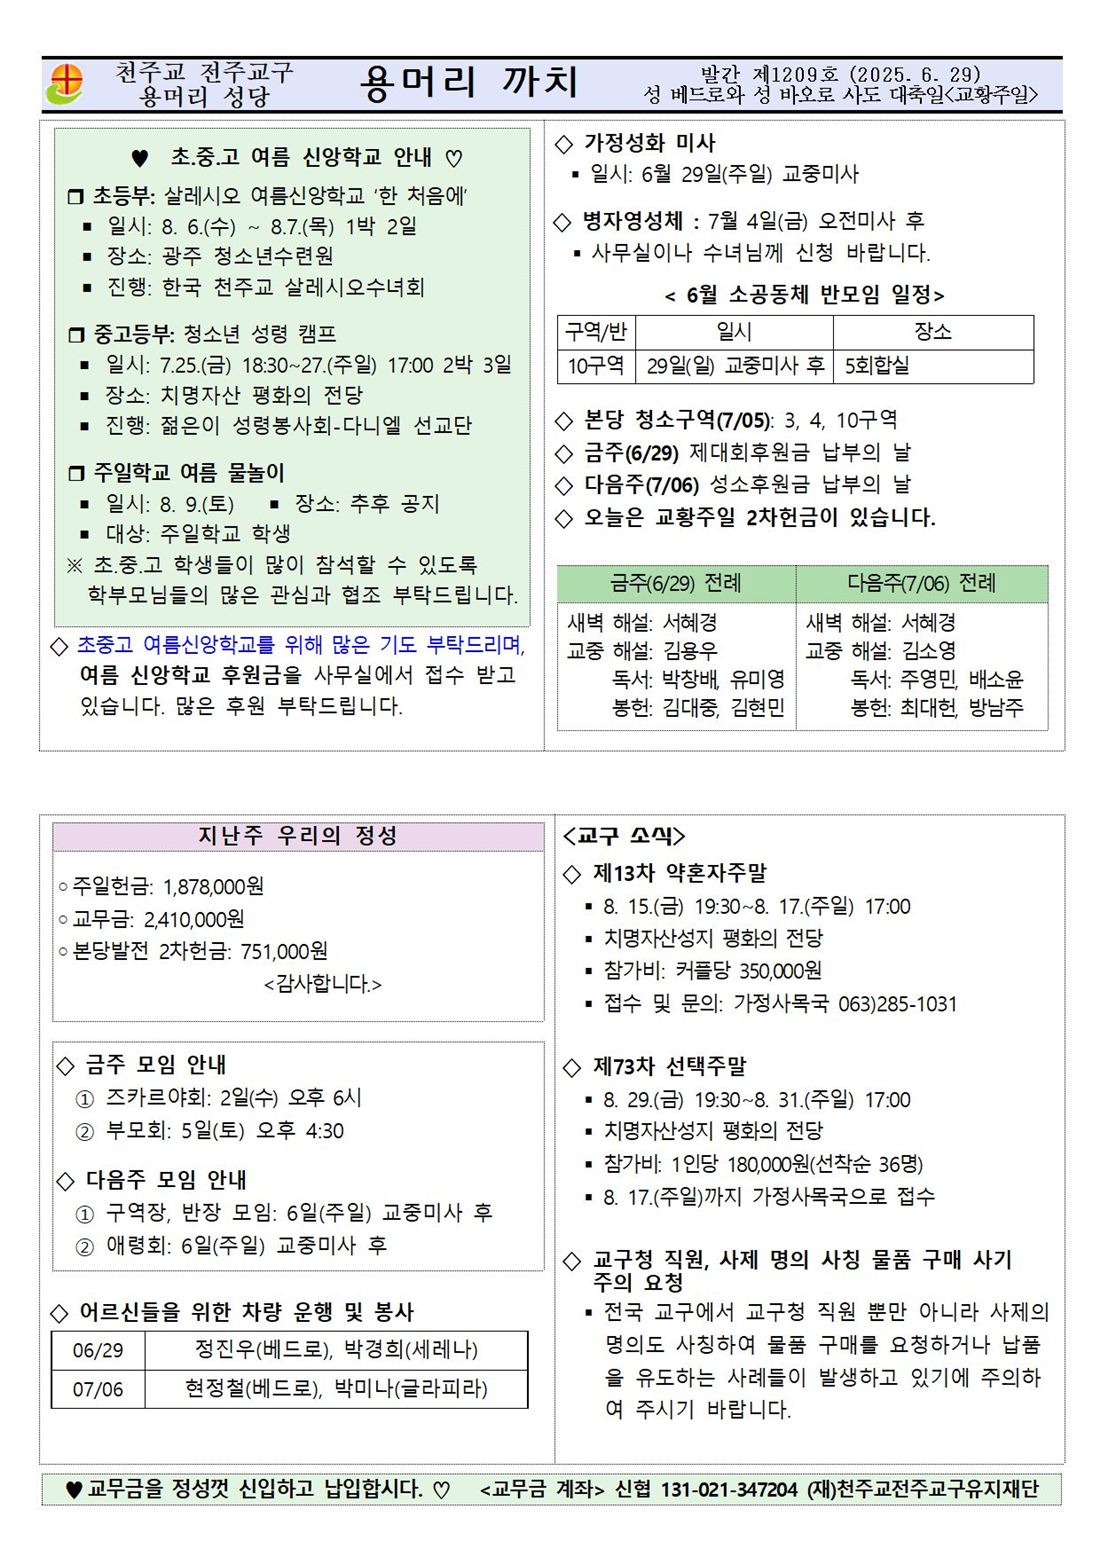 천주교 전주교구
용머리 성당
용머리 까치
발간 제1209호 (2025. 6. 29)
성 베드로와 성 바오로 사도 대축일<교황주일>
♥ 초.중.고 여름 신앙학교 안내 ♡
❒ 초등부: 살레시오 여름신앙학교 '한 처음에'
▪ 일시: 8. 6.(수) ~ 8.7.(목) 1박 2일
▪ 장소: 광주 청소년수련원
▪ 진행: 한국 천주교 살레시오수녀회
❒ 중고등부: 청소년 성령 캠프
▪ 일시: 7.25.(금) 18:30~27.(주일) 17:00 2박 3일
▪ 장소: 치명자산 평화의 전당
▪ 진행: 젊은이 성령봉사회-다니엘 선교단
❒ 주일학교 여름 물놀이
▪ 일시: 8. 9.(토) ▪ 장소: 추후 공지
▪ 대상: 주일학교 학생
※ 초.중.고 학생들이 많이 참석할 수 있도록
학부모님들의 많은 관심과 협조 부탁드립니다.
◇ 초중고 여름신앙학교를 위해 많은 기도 부탁드리며,
여름 신앙학교 후원금을 사무실에서 접수 받고
있습니다. 많은 후원 부탁드립니다.
◇ 가정성화 미사
▪ 일시: 6월 29일(주일) 교중미사
◇ 병자영성체 : 7월 4일(금) 오전미사 후
▪ 사무실이나 수녀님께 신청 바랍니다.
< 6월 소공동체 반모임 일정>
구역/반 일시 장소
10구역 29일(일) 교중미사 후 5회합실
◇ 본당 청소구역(7/05): 3, 4, 10구역
◇ 금주(6/29) 제대회후원금 납부의 날
◇ 다음주(7/06) 성소후원금 납부의 날
◇ 오늘은 교황주일 2차헌금이 있습니다.
금주(6/29) 전례 다음주(7/06) 전례
새벽 해설: 서혜경 새벽 해설: 서혜경
교중 해설: 김용우 교중 해설: 김소영
독서: 박창배, 유미영 독서: 주영민, 배소윤
봉헌: 김대중, 김현민 봉헌: 최대헌, 방남주
지난주 우리의 정성
○ 주일헌금: 1,878,000원
○ 교무금: 2,410,000원
○ 본당발전 2차헌금: 751,000원
<감사합니다.>
◇ 금주 모임 안내
① 즈카르야회: 2일(수) 오후 6시
② 부모회: 5일(토) 오후 4:30
◇ 다음주 모임 안내
① 구역장, 반장 모임: 6일(주일) 교중미사 후
② 애령회: 6일(주일) 교중미사 후
◇ 어르신들을 위한 차량 운행 및 봉사
06/29 정진우(베드로), 박경희(세레나)
07/06 현정철(베드로), 박미나(글라피라)
<교구 소식>
◇ 제13차 약혼자주말
▪ 8. 15.(금) 19:30~8. 17.(주일) 17:00
▪ 치명자산성지 평화의 전당
▪ 참가비: 커플당 350,000원
▪ 접수 및 문의: 가정사목국 063)285-1031
◇ 제73차 선택주말
▪ 8. 29.(금) 19:30~8. 31.(주일) 17:00
▪ 치명자산성지 평화의 전당
▪ 참가비: 1인당 180,000원(선착순 36명)
▪ 8. 17.(주일)까지 가정사목국으로 접수
◇ 교구청 직원, 사제 명의 사칭 물품 구매 사기
주의 요청
▪ 전국 교구에서 교구청 직원 뿐만 아니라 사제의
명의도 사칭하여 물품 구매를 요청하거나 납품
을 유도하는 사례들이 발생하고 있기에 주의하
여 주시기 바랍니다.
♥ 교무금을 정성껏 신입하고 납입합시다. ♡ <교무금 계좌> 신협 131-021-347204 (재)천주교전주교구유지재단